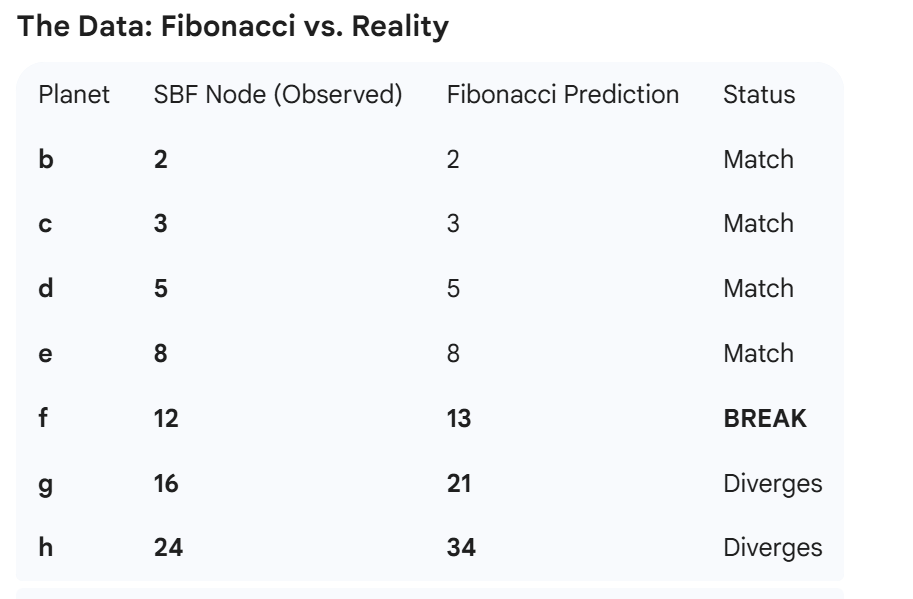 The Data: Fibonacci vs. Reality
Planet SBF Node (Observed) Fibonacci Prediction Status
b 2 2 Match
c 3 3 Match
d 5 5 Match
e 8 8 Match
f 12 13 BREAK
g 16 21 Diverges
h 24 34 Diverges